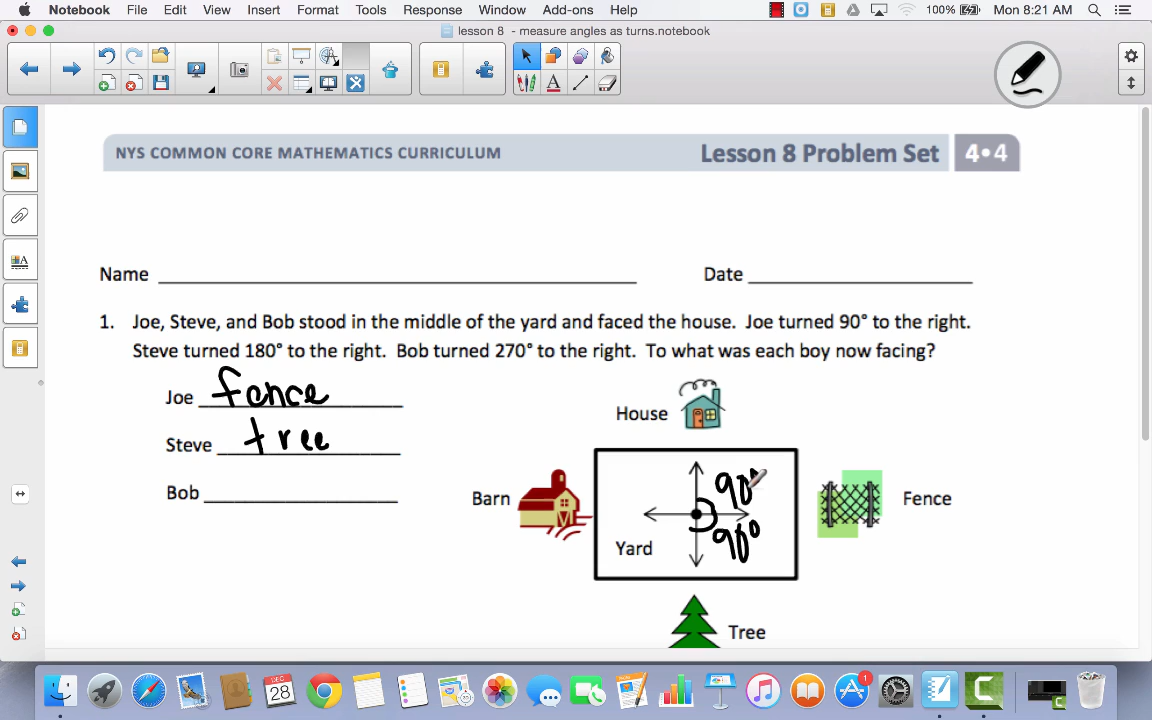 Notebook File Edit View Insert Format Tools Response Window Add-ons Help 100% Mon 8:21 AM
lesson 8 - measure angles as turns.notebook
NYS COMMON CORE MATHEMATICS CURRICULUM Lesson 8 Problem Set 4•4
Name Date
1. Joe, Steve, and Bob stood in the middle of the yard and faced the house. Joe turned 90° to the right.
Steve turned 180° to the right. Bob turned 270° to the right. To what was each boy now facing?
Joe fence
House
Steve tree
Bob
Barn
90°
Fence
90°
Yard
Tree
DEC
28
1